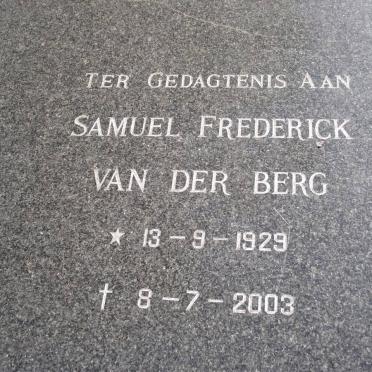 TER GEDAGTENIS AAN
SAMUEL FREDERICK
VAN DER BERG
★ 13-9-1929
† 8-7-2003